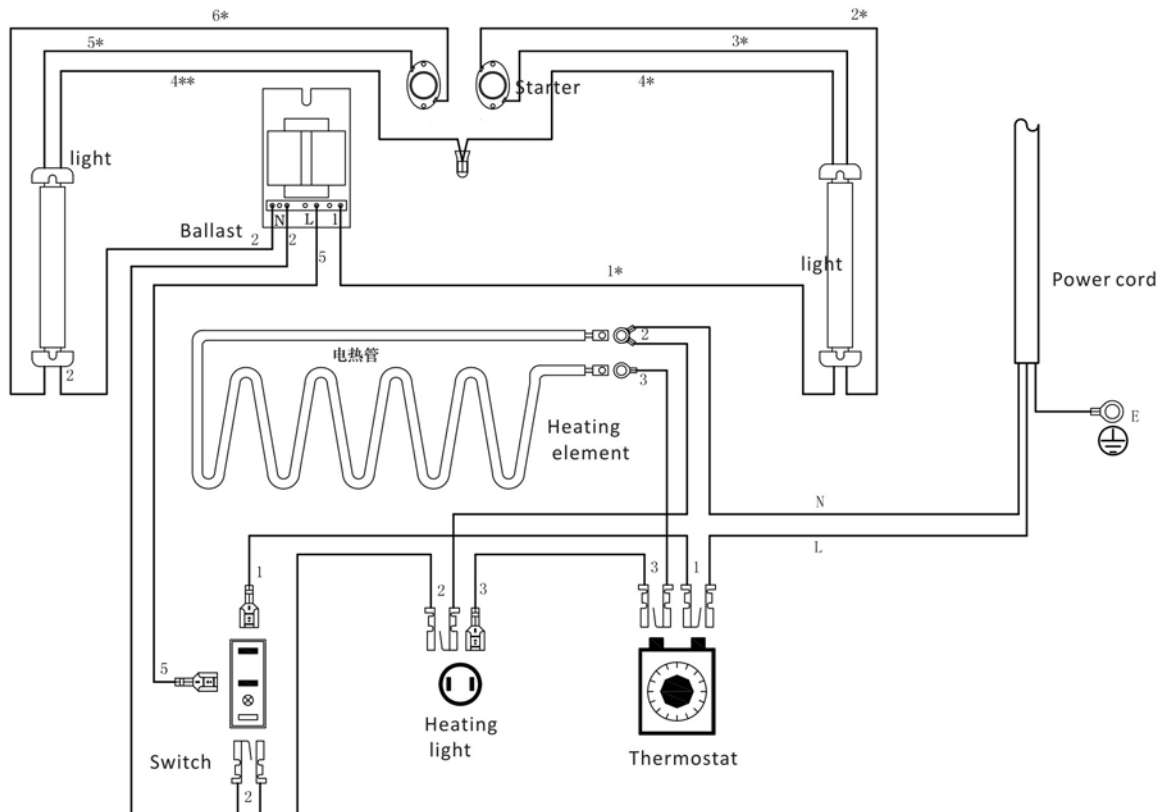 6*
2*
5*
3*
4**
4*
Starter
light
N
L
1
Ballast
2
2
5
light
1*
Power cord
2
电热管
2
3
E
Heating
element
N
L
1
2
3
3
1
5
Heating
light
Switch
Thermostat
2